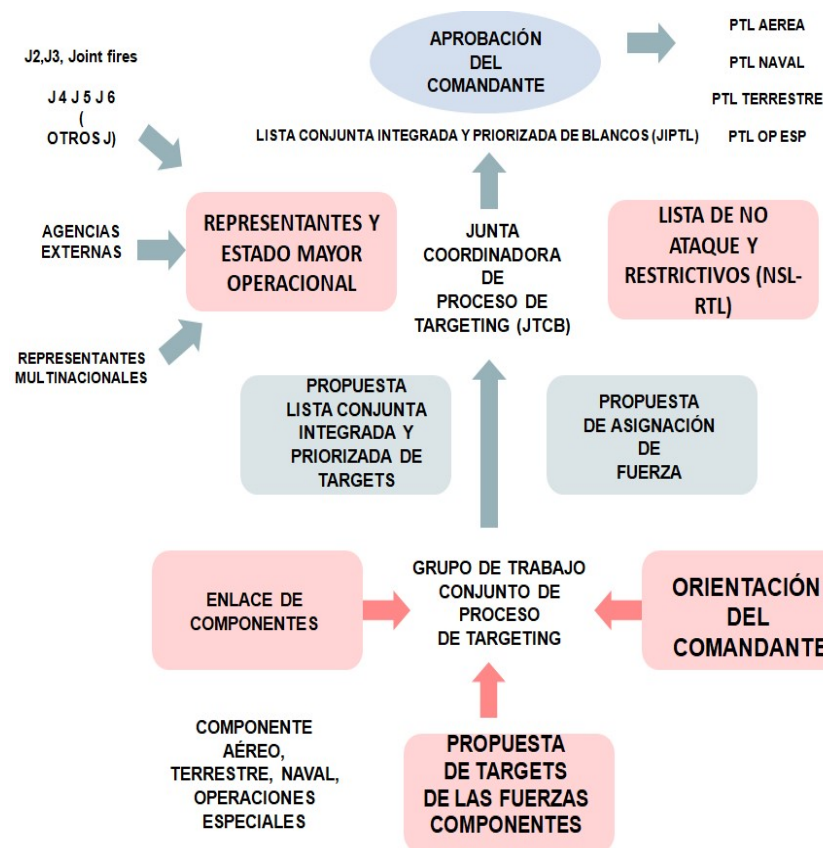 J2,J3, Joint fires
J 4 J 5 J 6
(
OTROS J)
APROBACIÓN
DEL
COMANDANTE
PTL AEREA
PTL NAVAL
PTL TERRESTRE
PTL OP ESP
LISTA CONJUNTA INTEGRADA Y PRIORIZADA DE BLANCOS (JIPTL)
AGENCIAS
EXTERNAS
REPRESENTANTES
MULTINACIONALES
REPRESENTANTES Y
ESTADO MAYOR
OPERACIONAL
JUNTA
COORDINADORA
DE
PROCESO DE
TARGETING (JTCB)
LISTA DE NO
ATAQUE Y
RESTRICTIVOS (NSL-
RTL)
PROPUESTA
LISTA CONJUNTA
INTEGRADA Y
PRIORIZADA DE
TARGETS
PROPUESTA
DE ASIGNACIÓN
DE
FUERZA
ENLACE DE
COMPONENTES
GRUPO DE TRABAJO
CONJUNTO DE
PROCESO
DE TARGETING
ORIENTACIÓN
DEL
COMANDANTE
COMPONENTE
AÉREO,
TERRESTRE, NAVAL,
OPERACIONES
ESPECIALES
PROPUESTA
DE TARGETS
DE LAS FUERZAS
COMPONENTES